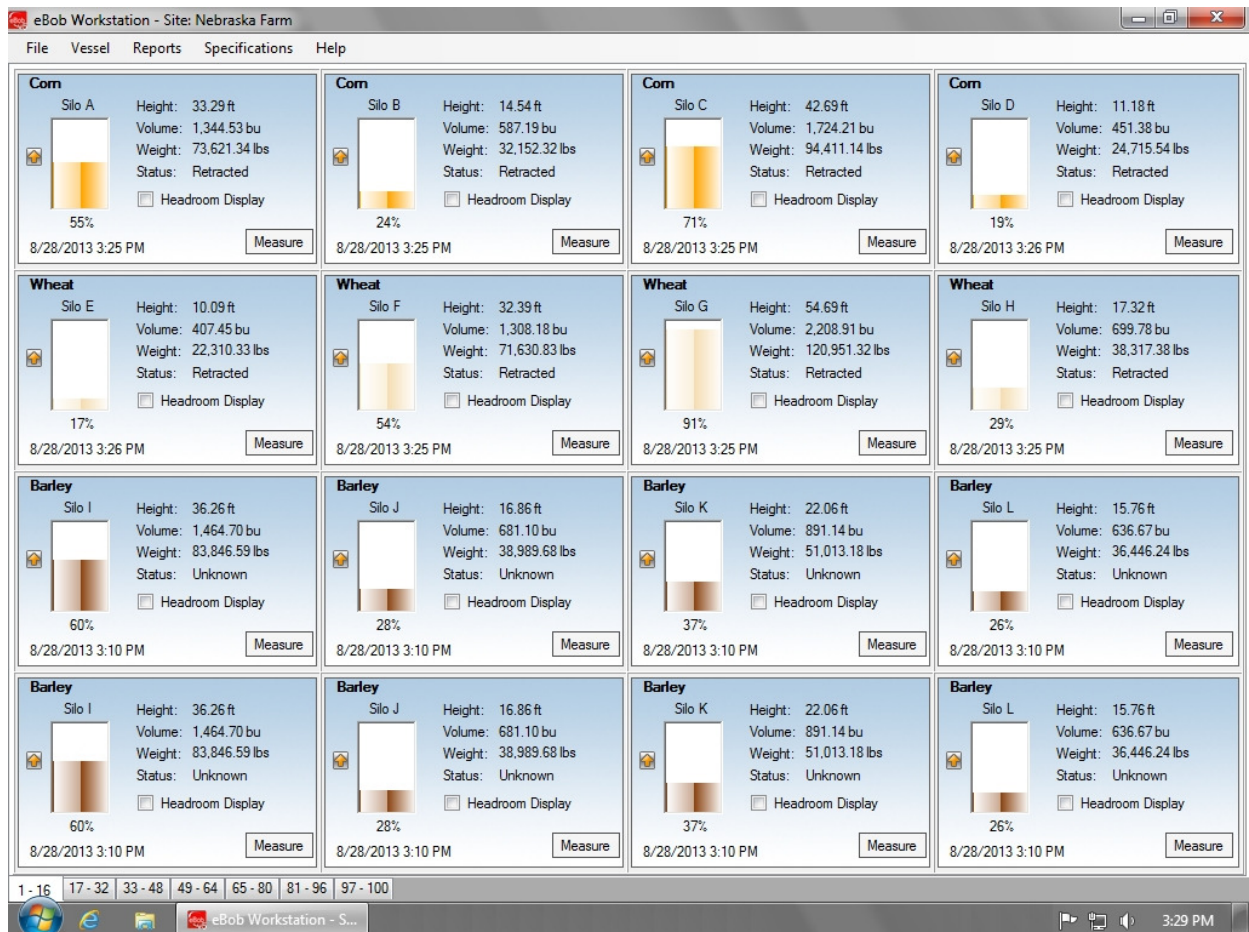 eBob Workstation - Site: Nebraska Farm
File Vessel Reports Specifications Help
Corn
Silo A
Height: 33.29 ft
Volume: 1,344.53 bu
Weight: 73,621.34 lbs
Status: Retracted
Headroom Display
55%
8/28/2013 3:25 PM
Measure
Corn
Silo B
Height: 14.54 ft
Volume: 587.19 bu
Weight: 32,152.32 lbs
Status: Retracted
Headroom Display
24%
8/28/2013 3:25 PM
Measure
Corn
Silo C
Height: 42.69 ft
Volume: 1,724.21 bu
Weight: 94,411.14 lbs
Status: Retracted
Headroom Display
71%
8/28/2013 3:25 PM
Measure
Corn
Silo D
Height: 11.18 ft
Volume: 451.38 bu
Weight: 24,715.54 lbs
Status: Retracted
Headroom Display
19%
8/28/2013 3:26 PM
Measure
Wheat
Silo E
Height: 10.09 ft
Volume: 407.45 bu
Weight: 22,310.33 lbs
Status: Retracted
Headroom Display
17%
8/28/2013 3:26 PM
Measure
Wheat
Silo F
Height: 32.39 ft
Volume: 1,308.18 bu
Weight: 71,630.83 lbs
Status: Retracted
Headroom Display
54%
8/28/2013 3:25 PM
Measure
Wheat
Silo G
Height: 54.69 ft
Volume: 2,208.91 bu
Weight: 120,951.32 lbs
Status: Retracted
Headroom Display
91%
8/28/2013 3:25 PM
Measure
Wheat
Silo H
Height: 17.32 ft
Volume: 699.78 bu
Weight: 38,317.38 lbs
Status: Retracted
Headroom Display
29%
8/28/2013 3:25 PM
Measure
Barley
Silo I
Height: 36.26 ft
Volume: 1,464.70 bu
Weight: 83,846.59 lbs
Status: Unknown
Headroom Display
60%
8/28/2013 3:10 PM
Measure
Barley
Silo J
Height: 16.86 ft
Volume: 681.10 bu
Weight: 38,989.68 lbs
Status: Unknown
Headroom Display
28%
8/28/2013 3:10 PM
Measure
Barley
Silo K
Height: 22.06 ft
Volume: 891.14 bu
Weight: 51,013.18 lbs
Status: Unknown
Headroom Display
37%
8/28/2013 3:10 PM
Measure
Barley
Silo L
Height: 15.76 ft
Volume: 636.67 bu
Weight: 36,446.24 lbs
Status: Unknown
Headroom Display
26%
8/28/2013 3:10 PM
Measure
Barley
Silo I
Height: 36.26 ft
Volume: 1,464.70 bu
Weight: 83,846.59 lbs
Status: Unknown
Headroom Display
60%
8/28/2013 3:10 PM
Measure
Barley
Silo J
Height: 16.86 ft
Volume: 681.10 bu
Weight: 38,989.68 lbs
Status: Unknown
Headroom Display
28%
8/28/2013 3:10 PM
Measure
Barley
Silo K
Height: 22.06 ft
Volume: 891.14 bu
Weight: 51,013.18 lbs
Status: Unknown
Headroom Display
37%
8/28/2013 3:10 PM
Measure
Barley
Silo L
Height: 15.76 ft
Volume: 636.67 bu
Weight: 36,446.24 lbs
Status: Unknown
Headroom Display
26%
8/28/2013 3:10 PM
Measure
1 - 16 17 - 32 33 - 48 49 - 64 65 - 80 81 - 96 97 - 100
eBob Workstation - S...
3:29 PM